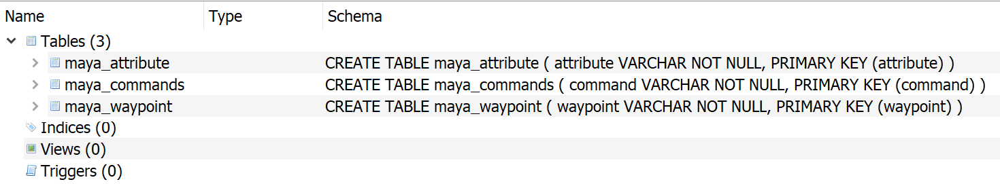 Name Type Schema
Tables (3)
maya_attribute CREATE TABLE maya_attribute ( attribute VARCHAR NOT NULL, PRIMARY KEY (attribute) )
maya_commands CREATE TABLE maya_commands ( command VARCHAR NOT NULL, PRIMARY KEY (command) )
maya_waypoint CREATE TABLE maya_waypoint ( waypoint VARCHAR NOT NULL, PRIMARY KEY (waypoint) )
Indices (0)
Views (0)
Triggers (0)